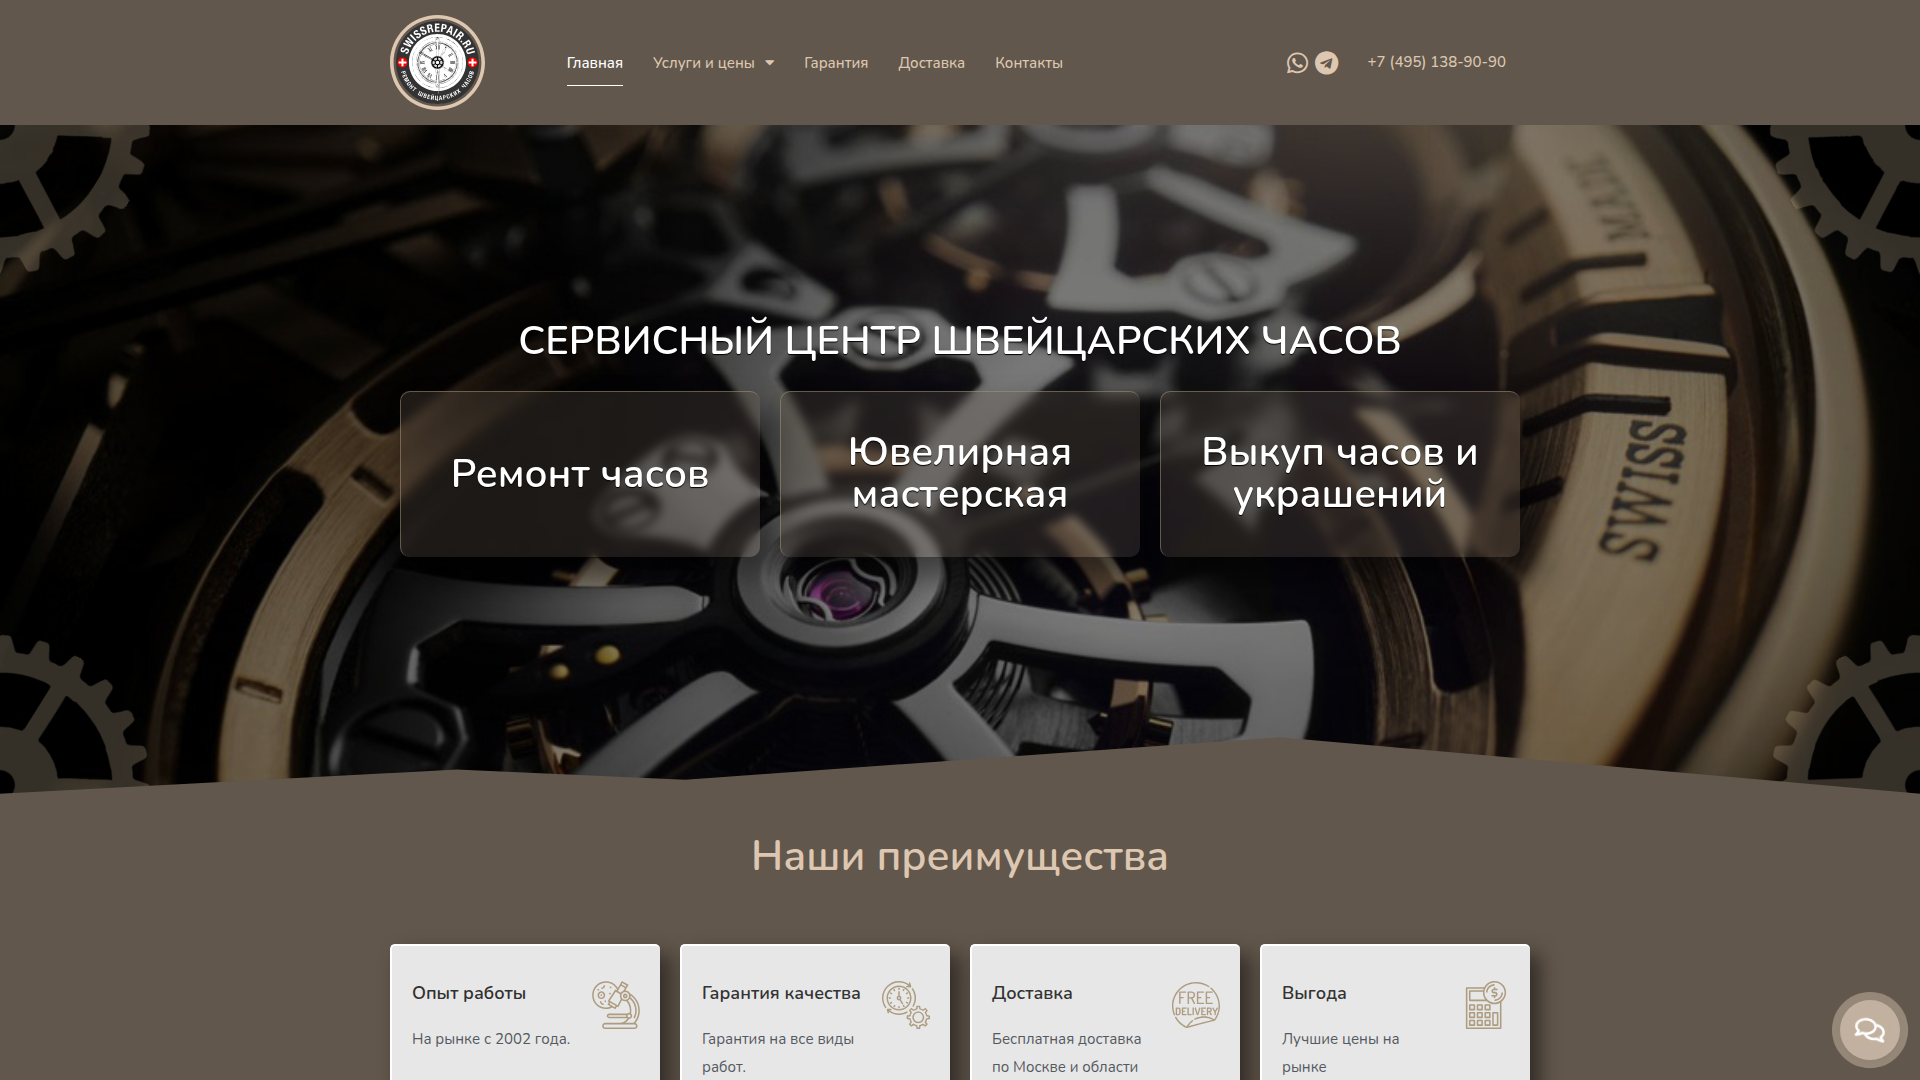 SWISSREPAIR.RU
РЕМОНТ ШВЕЙЦАРСКИХ ЧАСОВ
Главная
Услуги и цены
Гарантия
Доставка
Контакты
+7 (495) 138-90-90
СЕРВИСНЫЙ ЦЕНТР ШВЕЙЦАРСКИХ ЧАСОВ
Ремонт часов
Ювелирная
мастерская
Выкуп часов и
украшений
MADE
SWISS
Наши преимущества
Опыт работы
На рынке с 2002 года.
Гарантия качества
Гарантия на все виды
работ.
Доставка
FREE
DELIVERY
Бесплатная доставка
по Москве и области
Выгода
Лучшие цены на
рынке